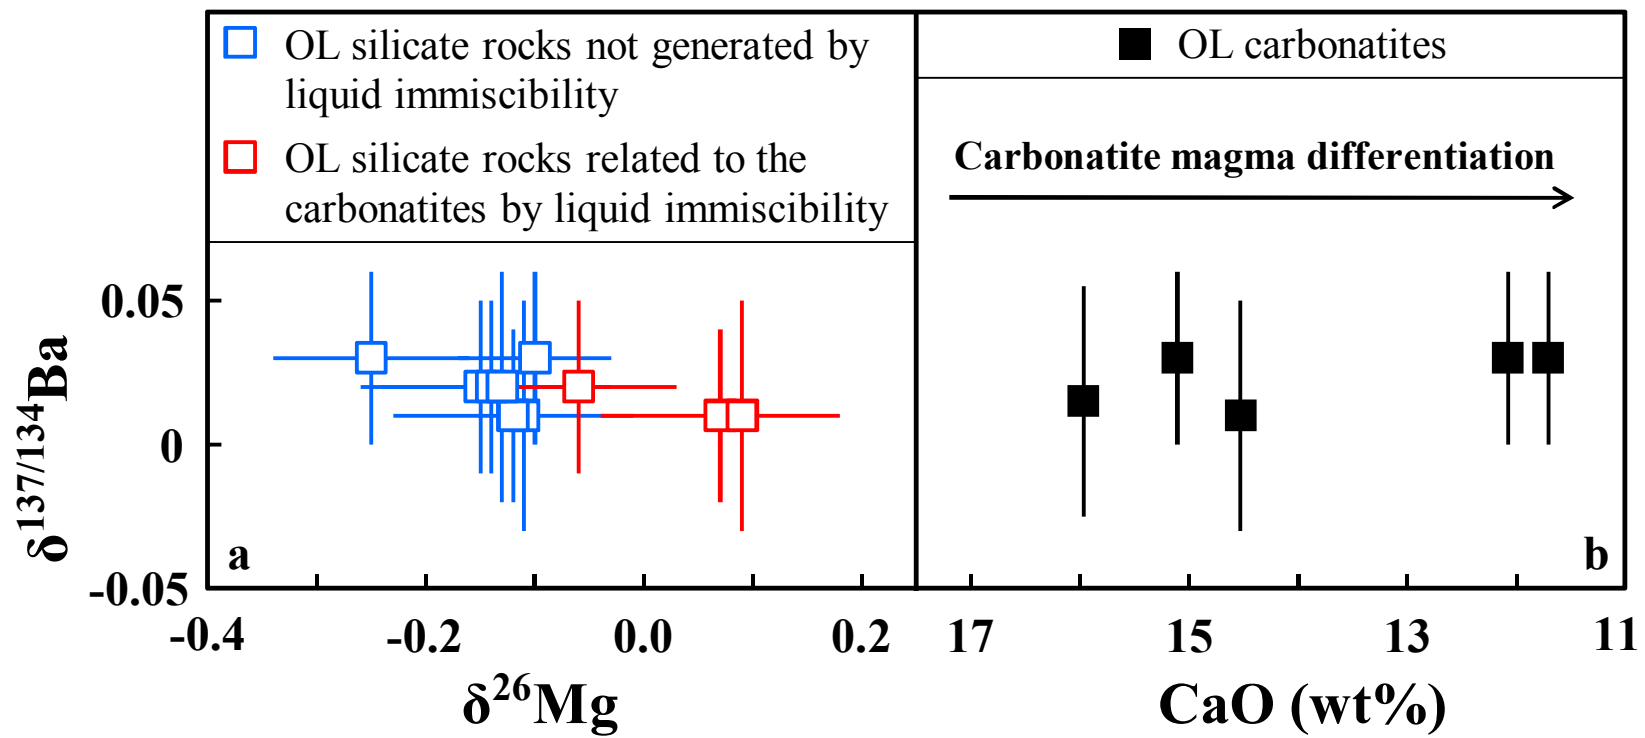 OL silicate rocks not generated by
liquid immiscibility
OL silicate rocks related to the
carbonatites by liquid immiscibility
OL carbonatites
Carbonatite magma differentiation
0.05
0
-0.05
δ137/134Ba
a
b
-0.4
-0.2
0.0
0.2
17
15
13
11
δ26Mg
CaO (wt%)